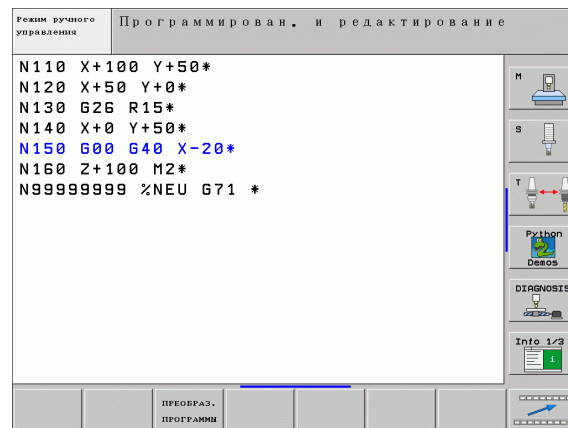 Режим ручного
управления
Программирован. и редактирование
N110 X+100 Y+50*
N120 X+50 Y+0*
N130 G26 R15*
N140 X+0 Y+50*
N150 G00 G40 X-20*
N160 Z+100 M2*
N99999999 %NEU G71 *
M
S
T
Python
Demos
DIAGNOSIS
Info 1/3
i
ПРЕОБРАЗ.
ПРОГРАММЫ